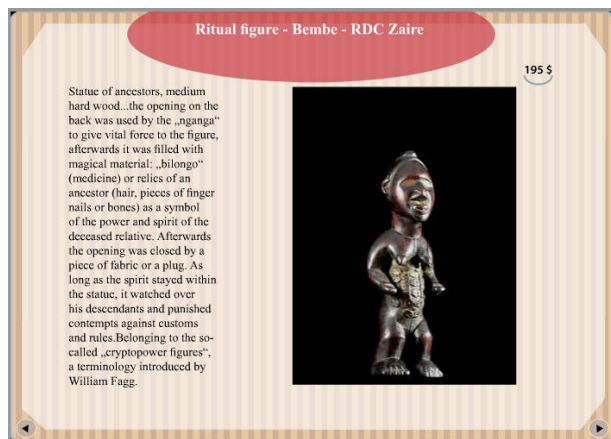 Ritual figure - Bembe - RDC Zaire
195 $
Statue of ancestors, medium
hard wood...the opening on the
back was used by the „nganga“
to give vital force to the figure,
afterwards it was filled with
magical material: „bilongo“
(medicine) or relics of an
ancestor (hair, pieces of finger
nails or bones) as a symbol
of the power and spirit of the
deceased relative. Afterwards
the opening was closed by a
piece of fabric or a plug. As
long as the spirit stayed within
the statue, it watched over
his descendants and punished
contempts against customs
and rules.Belonging to the so-
called „cryptopower figures“,
a terminology introduced by
William Fagg.